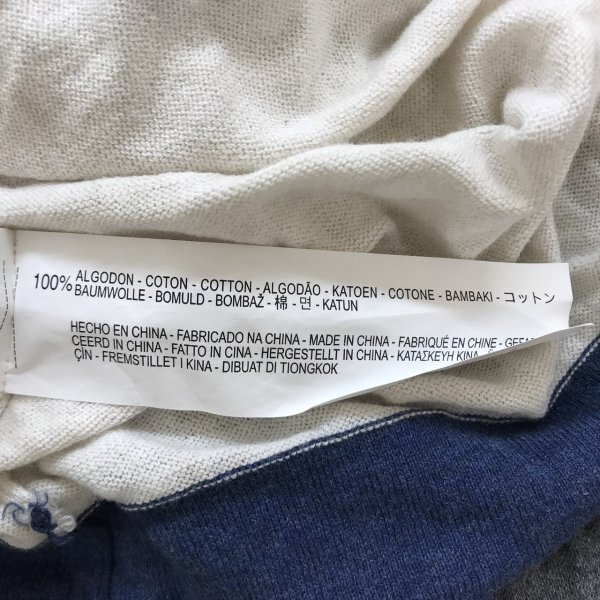 100% ALGODON - COTON - COTTON - ALGODÃO - KATOEN - COTONE - BAMBAKI - コットン
BAUMWOLLE - BOMULD - BOMBAŽ - 棉 - 면 - KATUN
HECHO EN CHINA - FABRICADO NA CHINA - MADE IN CHINA - FABRIQUÉ EN CHINE -
CEERD IN CHINA - FATTO IN CINA - HERGESTELLT IN CHINA - ΚΑΤΑΣΚΕΥΗ ΚΙΝΑ
ÇİN - FREMSTILLET I KINA - DIBUAT DI TIONGKOK